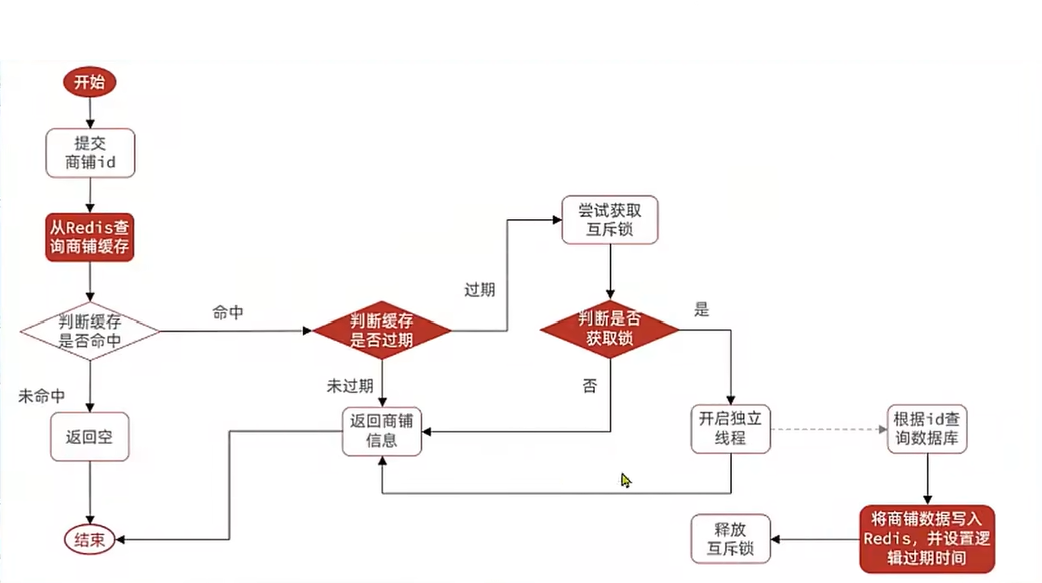 开始
提交
商铺id
从Redis查
询商铺缓存
判断缓存
是否命中
命中
未命中
返回空
结束
判断缓存
是否过期
过期
未过期
返回商铺
信息
尝试获取
互斥锁
判断是否
获取锁
是
否
开启独立
线程
根据id查
询数据库
将商铺数据写入
Redis，并设置逻
辑过期时间
释放
互斥锁